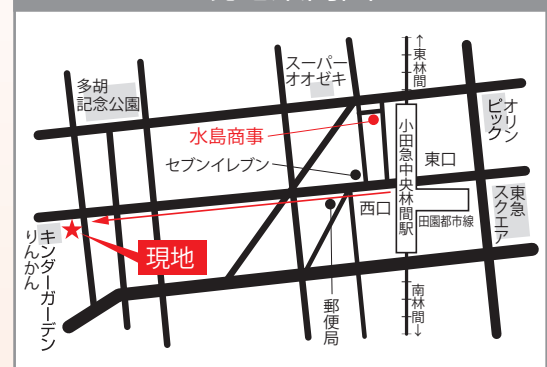 多胡
記念公園
スーパー
オオゼキ
←東林間
オリン
ピック
水島商事
小田急中央林間駅
セブンイレブン
東口
西口
田園都市線
東急
スクエア
キンダーガーデン
りんかん
現地
郵便局
南林間→